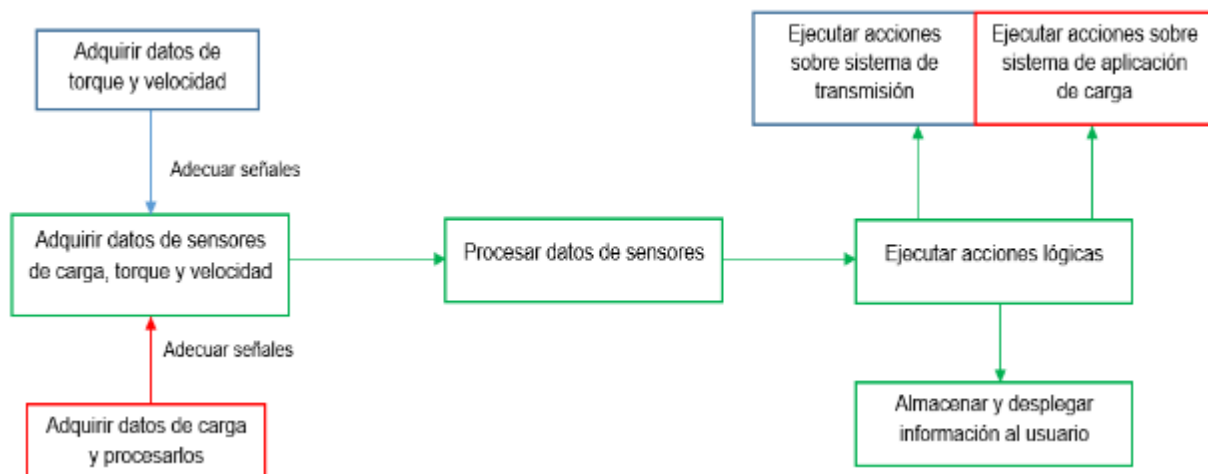 Adquirir datos de
torque y velocidad
Adecuar señales
Adquirir datos de sensores
de carga, torque y velocidad
Adecuar señales
Adquirir datos de carga
y procesarlos
Procesar datos de sensores
Ejecutar acciones
sobre sistema de
transmisión
Ejecutar acciones sobre
sistema de aplicación
de carga
Ejecutar acciones lógicas
Almacenar y desplegar
información al usuario